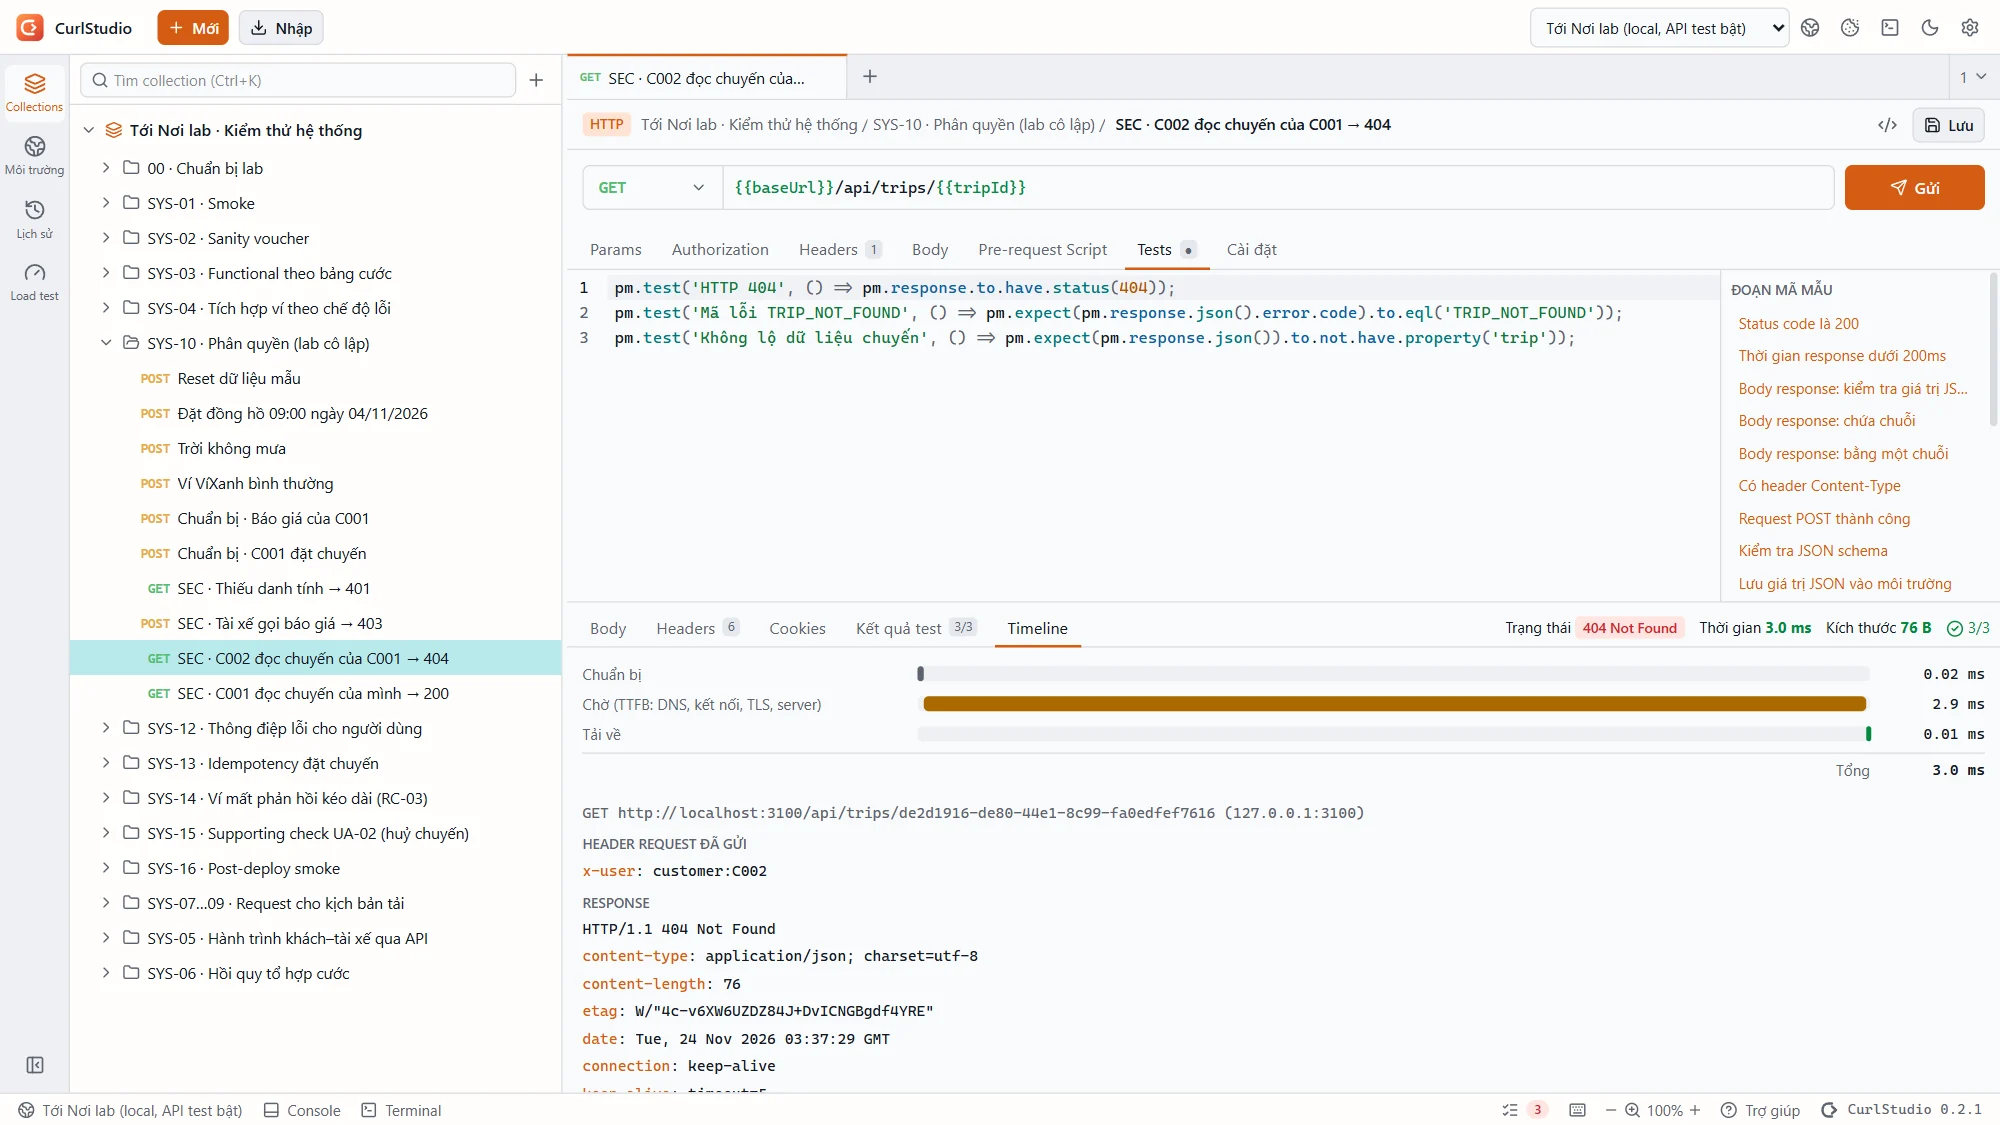 CurlStudio
Mới
Nhập
Tới Nơi lab (local, API test bật)
Collections
Môi trường
Lịch sử
Load test
Tìm collection (Ctrl+K)
Tới Nơi lab · Kiểm thử hệ thống
00 · Chuẩn bị lab
SYS-01 · Smoke
SYS-02 · Sanity voucher
SYS-03 · Functional theo bảng cước
SYS-04 · Tích hợp ví theo chế độ lỗi
SYS-10 · Phân quyền (lab cô lập)
POST Reset dữ liệu mẫu
POST Đặt đồng hồ 09:00 ngày 04/11/2026
POST Trời không mưa
POST Ví VíXanh bình thường
POST Chuẩn bị · Báo giá của C001
POST Chuẩn bị · C001 đặt chuyến
GET SEC · Thiếu danh tính → 401
POST SEC · Tài xế gọi báo giá → 403
GET SEC · C002 đọc chuyến của C001 → 404
GET SEC · C001 đọc chuyến của mình → 200
SYS-12 · Thông điệp lỗi cho người dùng
SYS-13 · Idempotency đặt chuyến
SYS-14 · Ví mất phản hồi kéo dài (RC-03)
SYS-15 · Supporting check UA-02 (huỷ chuyến)
SYS-16 · Post-deploy smoke
SYS-07…09 · Request cho kịch bản tải
SYS-05 · Hành trình khách–tài xế qua API
SYS-06 · Hồi quy tổ hợp cước
GET SEC · C002 đọc chuyến của...
1
HTTP Tới Nơi lab · Kiểm thử hệ thống / SYS-10 · Phân quyền (lab cô lập) / SEC · C002 đọc chuyến của C001 → 404
</> Lưu
GET {{baseUrl}}/api/trips/{{tripId}}
Gửi
Params Authorization Headers 1 Body Pre-request Script Tests Cài đặt
1 pm.test('HTTP 404', () => pm.response.to.have.status(404));
2 pm.test('Mã lỗi TRIP_NOT_FOUND', () => pm.expect(pm.response.json().error.code).to.eql('TRIP_NOT_FOUND'));
3 pm.test('Không lộ dữ liệu chuyến', () => pm.expect(pm.response.json()).to.not.have.property('trip'));
ĐOẠN MÃ MẪU
Status code là 200
Thời gian response dưới 200ms
Body response: kiểm tra giá trị JS...
Body response: chứa chuỗi
Body response: bằng một chuỗi
Có header Content-Type
Request POST thành công
Kiểm tra JSON schema
Lưu giá trị JSON vào môi trường
Body Headers 6 Cookies Kết quả test 3/3 Timeline
Trạng thái 404 Not Found Thời gian 3.0 ms Kích thước 76 B 3/3
Chuẩn bị 0.02 ms
Chờ (TTFB: DNS, kết nối, TLS, server) 2.9 ms
Tải về 0.01 ms
Tổng 3.0 ms
GET http://localhost:3100/api/trips/de2d1916-de80-44e1-8c99-fa0edfef7616 (127.0.0.1:3100)
HEADER REQUEST ĐÃ GỬI
x-user: customer:C002
RESPONSE
HTTP/1.1 404 Not Found
content-type: application/json; charset=utf-8
content-length: 76
etag: W/"4c-v6XW6UZDZ84J+DvICNGBgdf4YRE"
date: Tue, 24 Nov 2026 03:37:29 GMT
connection: keep-alive
keep-alive: timeout=5
Tới Nơi lab (local, API test bật) Console Terminal
3 100% Trợ giúp CurlStudio 0.2.1